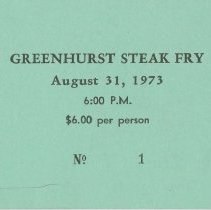 GREENHURST STEAK FRY
August 31, 1973
6:00 P.M.
$6.00 per person
№ 1